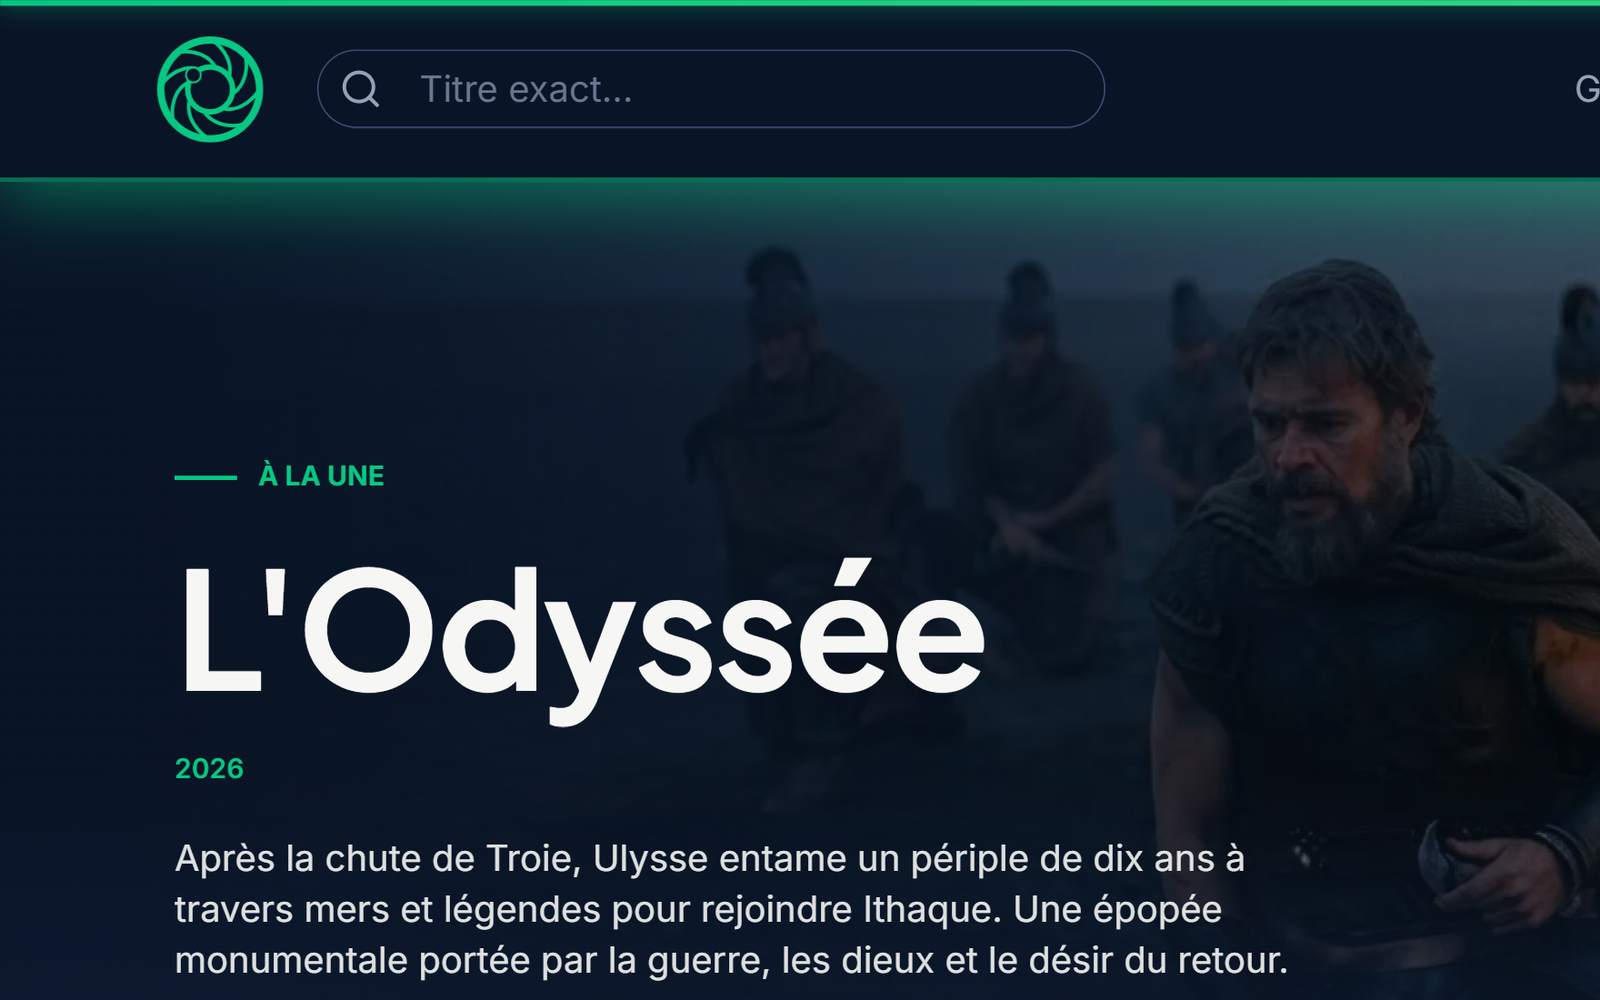 Titre exact...
G
À LA UNE
L'Odyssée
2026
Après la chute de Troie, Ulysse entame un périple de dix ans à
travers mers et légendes pour rejoindre Ithaque. Une épopée
monumentale portée par la guerre, les dieux et le désir du retour.